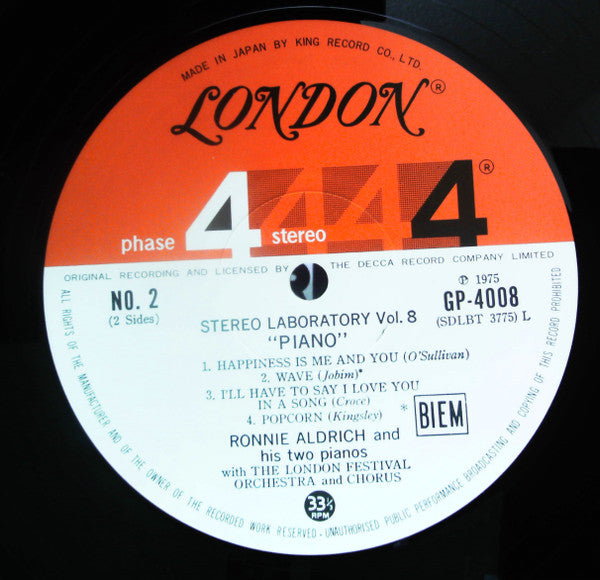 MADE IN JAPAN BY KING RECORD CO., LTD.
LONDON®
phase 4 stereo 4 4 4®
ORIGINAL RECORDING AND LICENSED BY THE DECCA RECORD COMPANY LIMITED
NO. 2
(2 Sides)
℗ 1975
GP-4008
(SDLBT 3775) L
STEREO LABORATORY Vol. 8
"PIANO"
1. HAPPINESS IS ME AND YOU (O'Sullivan)
2. WAVE (Jobim)*
3. I'LL HAVE TO SAY I LOVE YOU
IN A SONG (Croce)
4. POPCORN (Kingsley)
* BIEM
RONNIE ALDRICH and
his two pianos
with THE LONDON FESTIVAL
ORCHESTRA and CHORUS
33⅓
RPM
ALL RIGHTS OF THE MANUFACTURER AND OF THE OWNER OF THE RECORDED WORK RESERVED - UNAUTHORISED PUBLIC PERFORMANCE BROADCASTING AND COPYING OF THIS RECORD PROHIBITED